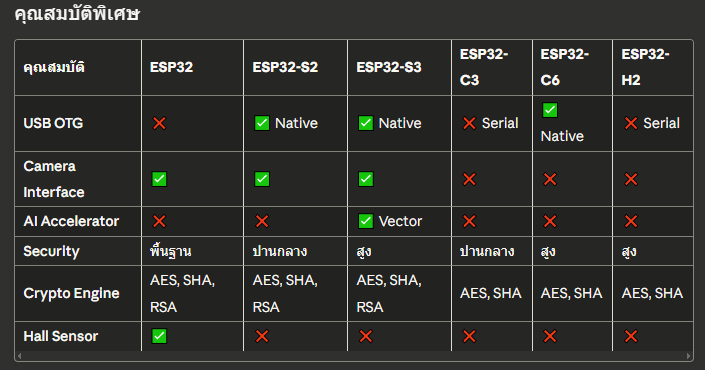 คุณสมบัติพิเศษ
คุณสมบัติ ESP32 ESP32-S2 ESP32-S3 ESP32-C3 ESP32-C6 ESP32-H2
USB OTG ❌ ✅ Native ✅ Native ❌ Serial ✅ Native ❌ Serial
Camera Interface ✅ ✅ ✅ ❌ ❌ ❌
AI Accelerator ❌ ❌ ✅ Vector ❌ ❌ ❌
Security พื้นฐาน ปานกลาง สูง ปานกลาง สูง สูง
Crypto Engine AES, SHA, RSA AES, SHA, RSA AES, SHA, RSA AES, SHA AES, SHA AES, SHA
Hall Sensor ✅ ❌ ❌ ❌ ❌ ❌